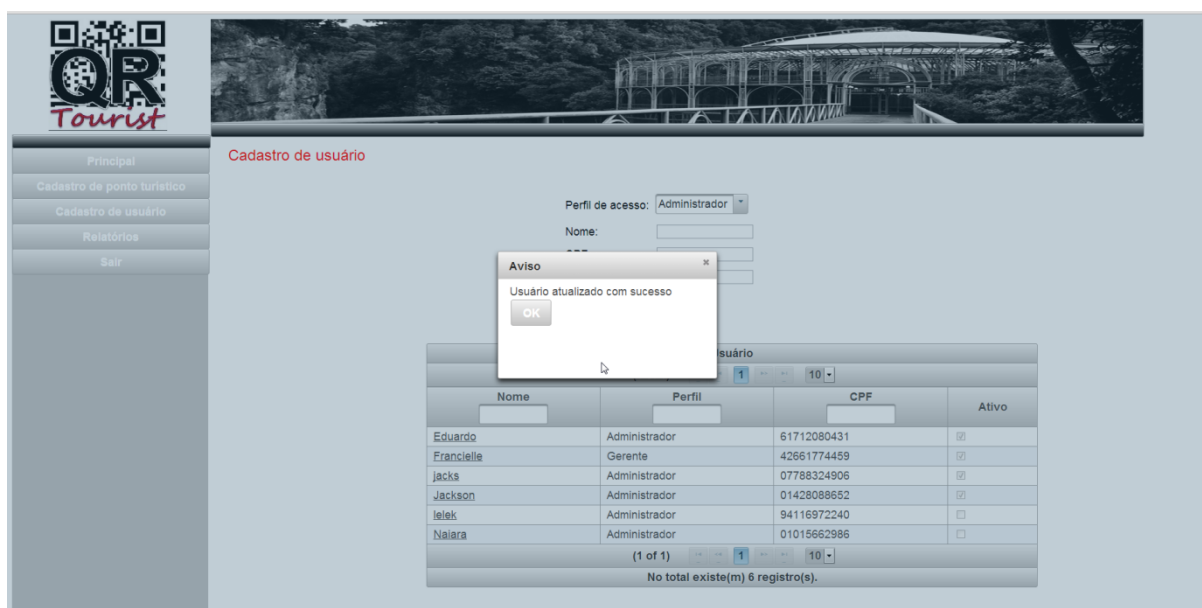 QR
Tourist
Principal
Cadastro de ponto turístico
Cadastro de usuário
Relatórios
Sair
Cadastro de usuário
Perfil de acesso: Administrador
Nome:
Aviso
Usuário atualizado com sucesso
OK
1 10
Nome Perfil CPF Ativo
Eduardo Administrador 61712080431
Francielle Gerente 42661774459
jacks Administrador 07788324906
Jackson Administrador 01428088652
lelek Administrador 94116972240
Naiara Administrador 01015662986
(1 of 1) 1 10
No total existe(m) 6 registro(s).